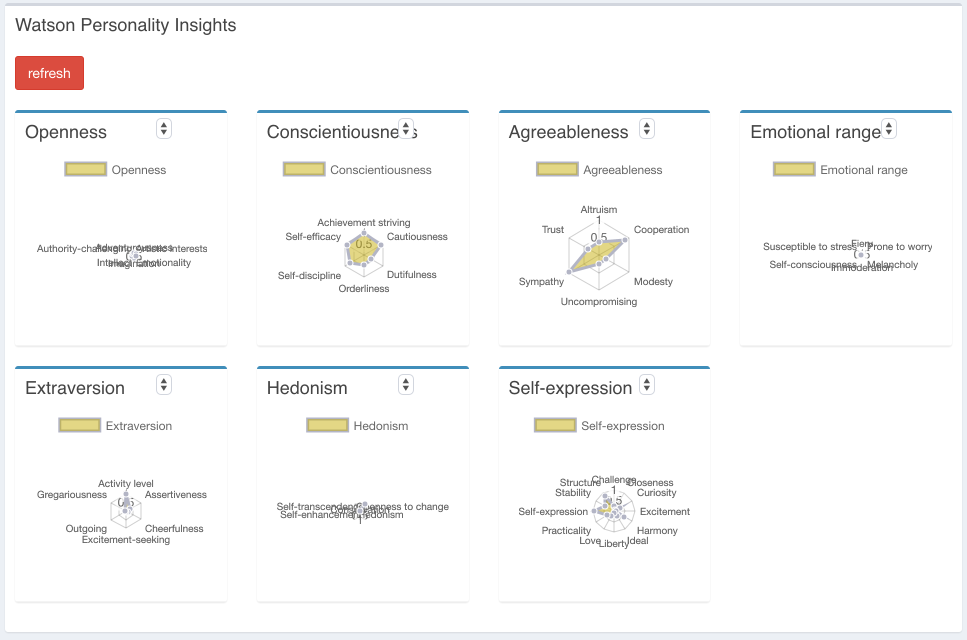 Watson Personality Insights
refresh
Openness
Openness
Authority-challenging
Adventurousness
Artistic interests
Intellect
Emotionality
Imagination
Conscientiousness
Conscientiousness
Achievement striving
Self-efficacy
Cautiousness
0.5
Self-discipline
Dutifulness
Orderliness
Agreeableness
Agreeableness
Altruism
1
Trust
0.5
Cooperation
Sympathy
Modesty
Uncompromising
Emotional range
Emotional range
Fiery
Susceptible to stress
Prone to worry
Self-consciousness
Melancholy
Immoderation
Extraversion
Extraversion
Activity level
Gregariousness
Assertiveness
0.5
Outgoing
Cheerfulness
Excitement-seeking
Hedonism
Hedonism
Self-transcendence
Openness to change
Self-enhancement
Hedonism
1
Self-expression
Self-expression
Challenge
Structure
Closeness
1
Stability
Curiosity
0.5
Self-expression
Excitement
Practicality
Harmony
Love
Liberty
Ideal